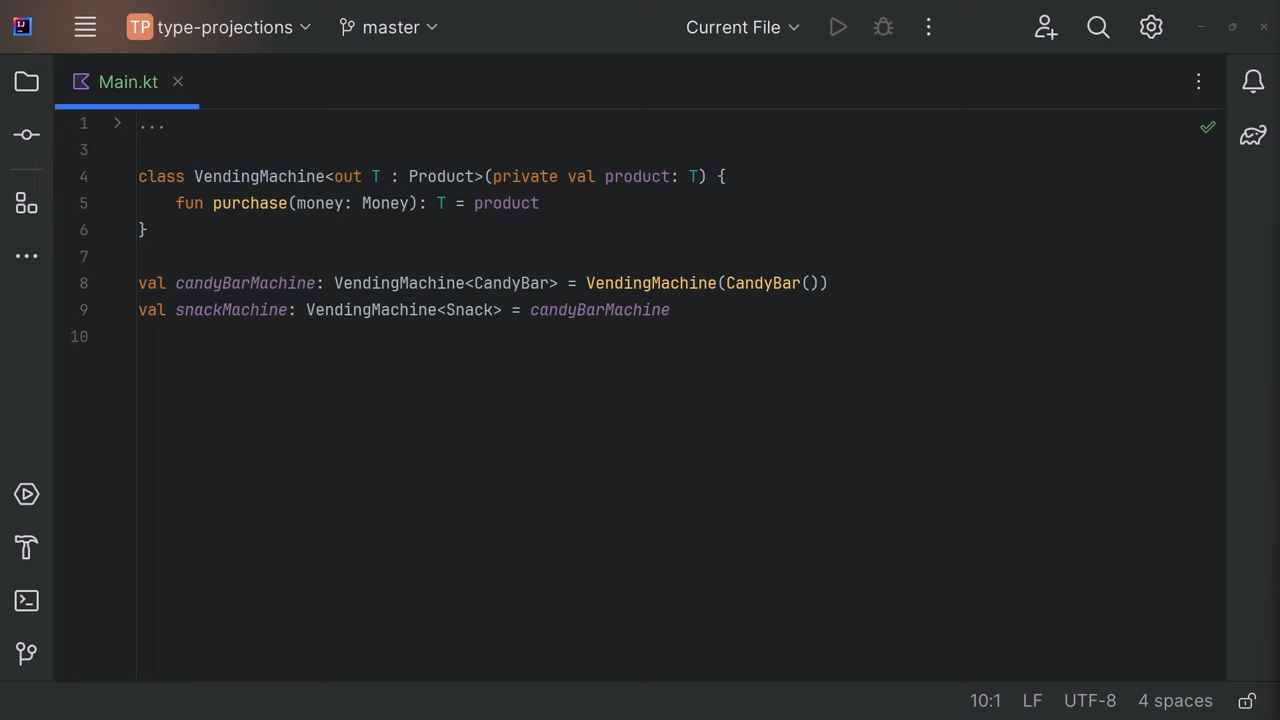 TP type-projections master Current File
Main.kt
1 ...
3
4 class VendingMachine<out T : Product>(private val product: T) {
5 fun purchase(money: Money): T = product
6 }
7
8 val candyBarMachine: VendingMachine<CandyBar> = VendingMachine(CandyBar())
9 val snackMachine: VendingMachine<Snack> = candyBarMachine
10
10:1 LF UTF-8 4 spaces